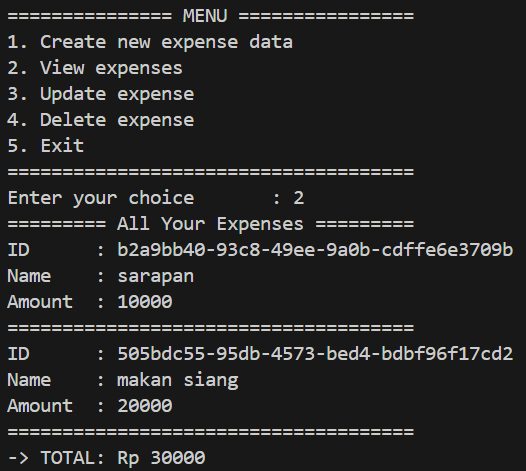 =============== MENU ================
1. Create new expense data
2. View expenses
3. Update expense
4. Delete expense
5. Exit
=====================================
Enter your choice       : 2
========= All Your Expenses =========
ID      : b2a9bb40-93c8-49ee-9a0b-cdffe6e3709b
Name    : sarapan
Amount  : 10000
=====================================
ID      : 505bdc55-95db-4573-bed4-bdbf96f17cd2
Name    : makan siang
Amount  : 20000
=====================================
-> TOTAL: Rp 30000